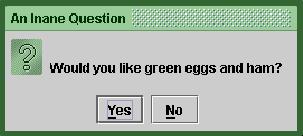 An Inane Question
Would you like green eggs and ham?
Yes No